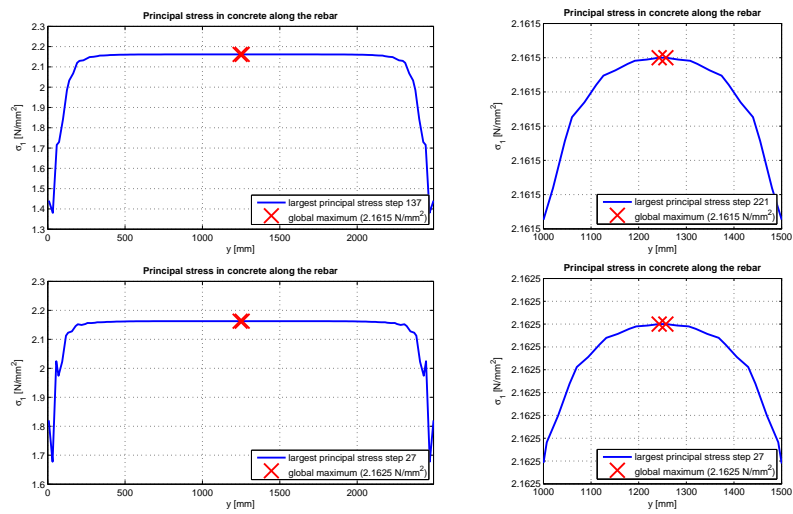 Principal stress in concrete along the rebar
2.3
2.2
2.1
2
1.9
1.8
1.7
1.6
1.5
1.4
1.3
σ1 [N/mm2]
largest principal stress step 137
global maximum (2.1615 N/mm2)
0 500 1000 1500 2000
y [mm]
Principal stress in concrete along the rebar
2.1615
2.1615
2.1615
2.1615
2.1615
2.1615
2.1615
σ1 [N/mm2]
largest principal stress step 221
global maximum (2.1615 N/mm2)
1000 1100 1200 1300 1400 1500
y [mm]
Principal stress in concrete along the rebar
2.3
2.2
2.1
2
1.9
1.8
1.7
1.6
σ1 [N/mm2]
largest principal stress step 27
global maximum (2.1625 N/mm2)
0 500 1000 1500 2000
y [mm]
Principal stress in concrete along the rebar
2.1625
2.1625
2.1625
2.1625
2.1625
2.1625
2.1625
2.1625
2.1625
2.1625
σ1 [N/mm2]
largest principal stress step 27
global maximum (2.1625 N/mm2)
1000 1100 1200 1300 1400 1500
y [mm]